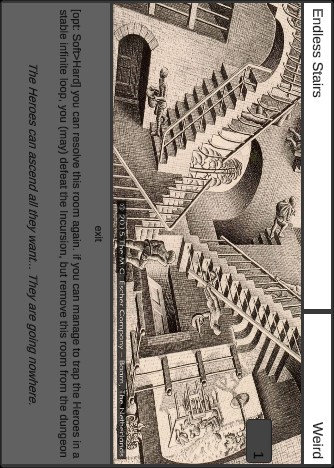 Endless Stairs
Weird
1
© 2015 The M.C. Escher Company – Baarn, The Netherlands
exit
[opt: Soft>Hard] you can resolve this room again. if you can manage to trap the Heroes in a
stable infinite loop, you (may) defeat the Incursion, but remove this room from the dungeon
The Heroes can ascend all they want... They are going nowhere.